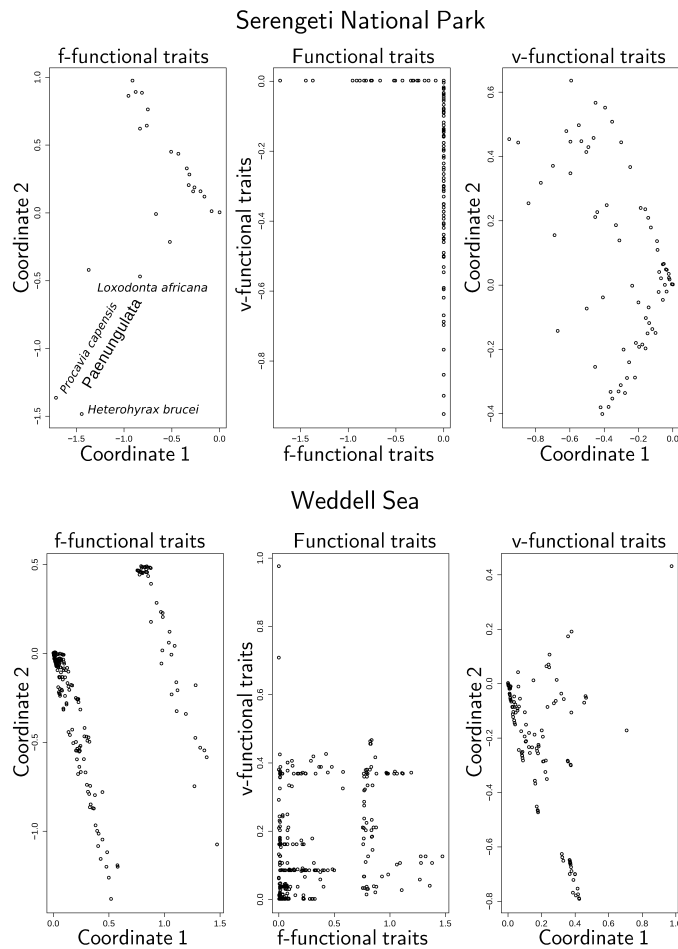 Serengeti National Park
f-functional traits
Functional traits
v-functional traits
Coordinate 2
1.0
0.5
0.0
−0.5
−1.0
−1.5
Loxodonta africana
Procavia capensis
Paenungulata
Heterohyrax brucei
−1.5 −1.0 −0.5 0.0
Coordinate 1
v-functional traits
0.0
−0.2
−0.4
−0.6
−0.8
−1.5 −1.0 −0.5 0.0
f-functional traits
Coordinate 2
0.6
0.4
0.2
0.0
−0.2
−0.4
−0.8 −0.6 −0.4 −0.2 0.0
Coordinate 1
Weddell Sea
f-functional traits
Functional traits
v-functional traits
Coordinate 2
0.5
0.0
−0.5
−1.0
0.0 0.5 1.0 1.5
Coordinate 1
v-functional traits
1.0
0.8
0.6
0.4
0.2
0.0
0.0 0.5 1.0 1.5
f-functional traits
Coordinate 2
0.4
0.2
0.0
−0.2
−0.4
−0.6
−0.8
0.0 0.2 0.4 0.6 0.8 1.0
Coordinate 1